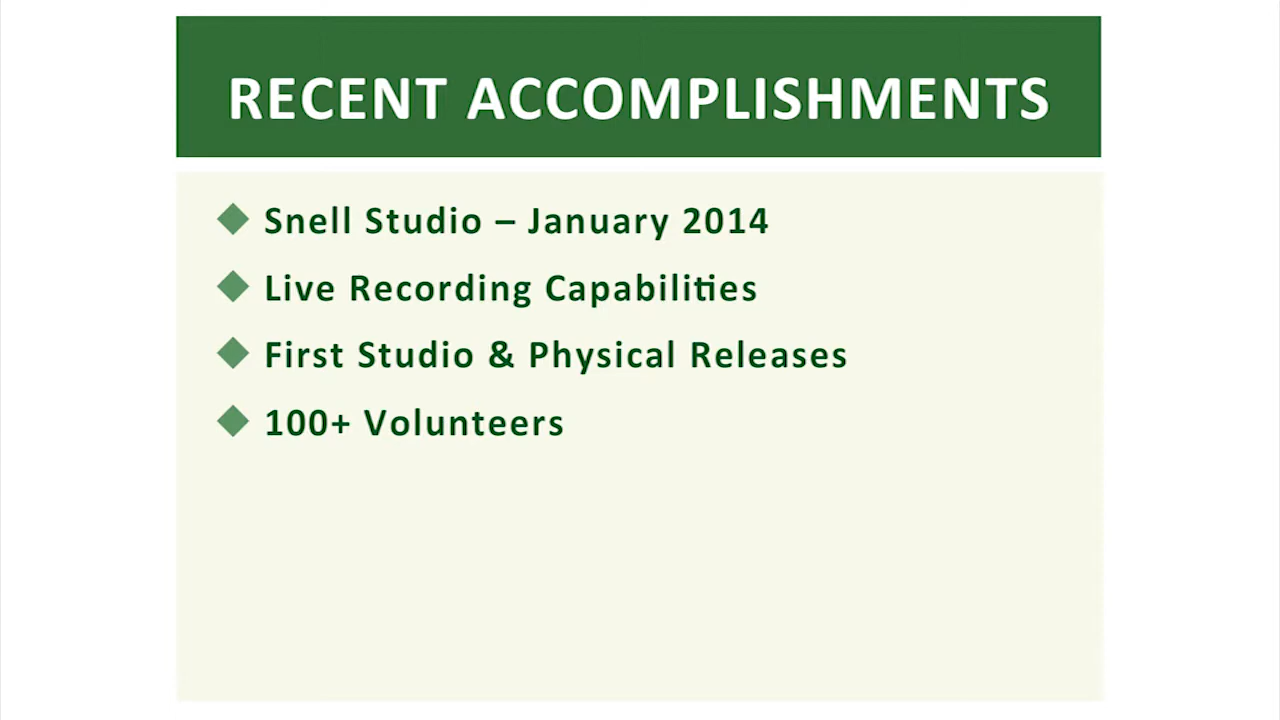 RECENT ACCOMPLISHMENTS
Snell Studio – January 2014
Live Recording Capabilities
First Studio & Physical Releases
100+ Volunteers